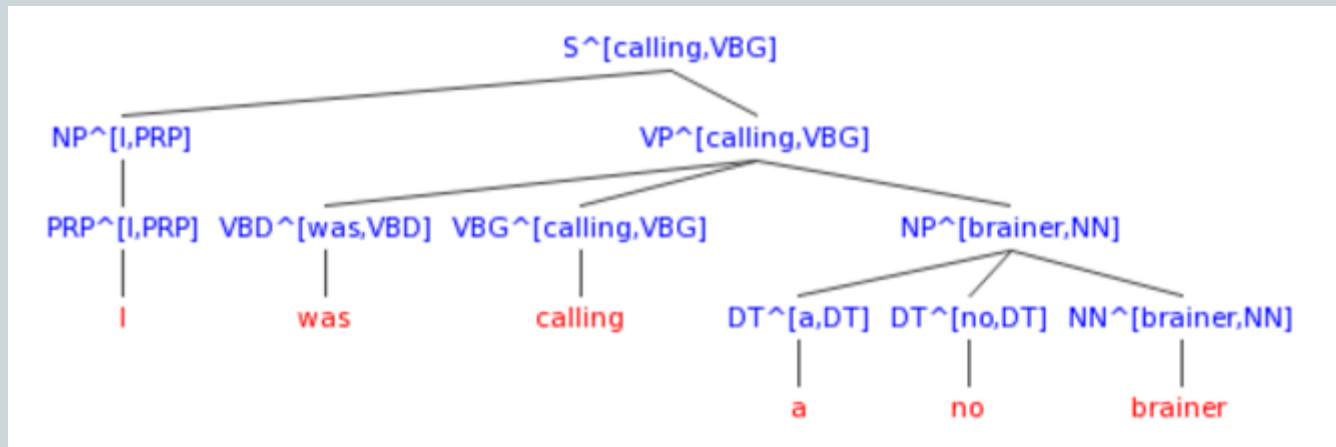 S^[calling,VBG]
NP^[I,PRP] VP^[calling,VBG]
PRP^[I,PRP] VBD^[was,VBD] VBG^[calling,VBG] NP^[brainer,NN]
I was calling DT^[a,DT] DT^[no,DT] NN^[brainer,NN]
a no brainer